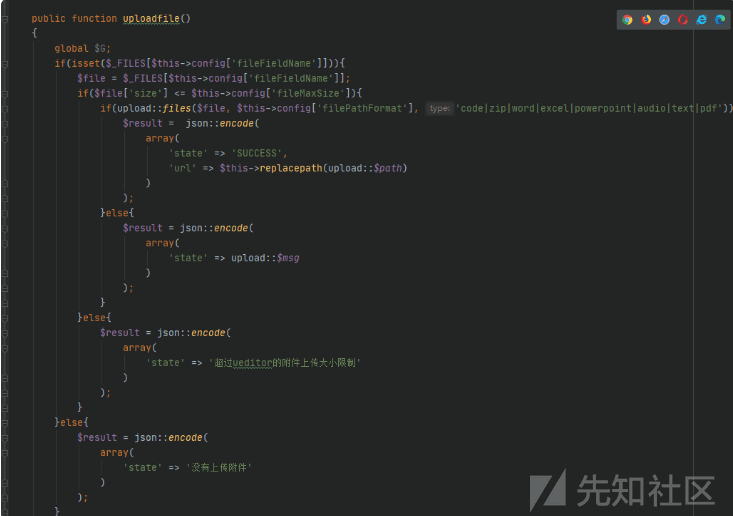 public function uploadfile()
{
global $G;
if(isset($_FILES[$this->config['fileFieldName']])){
$file = $_FILES[$this->config['fileFieldName']];
if($file['size'] <= $this->config['fileMaxSize']){
if(upload::files($file, $this->config['filePathFormat'], type: 'code|zip|word|excel|powerpoint|audio|text|pdf'))
$result = json::encode(
array(
'state' => 'SUCCESS',
'url' => $this->replacepath(upload::$path)
)
);
}else{
$result = json::encode(
array(
'state' => upload::$msg
)
);
}
}else{
$result = json::encode(
array(
'state' => '超过ueditor的附件上传大小限制'
)
);
}
}else{
$result = json::encode(
array(
'state' => '没有上传附件'
)
);
}
先知社区